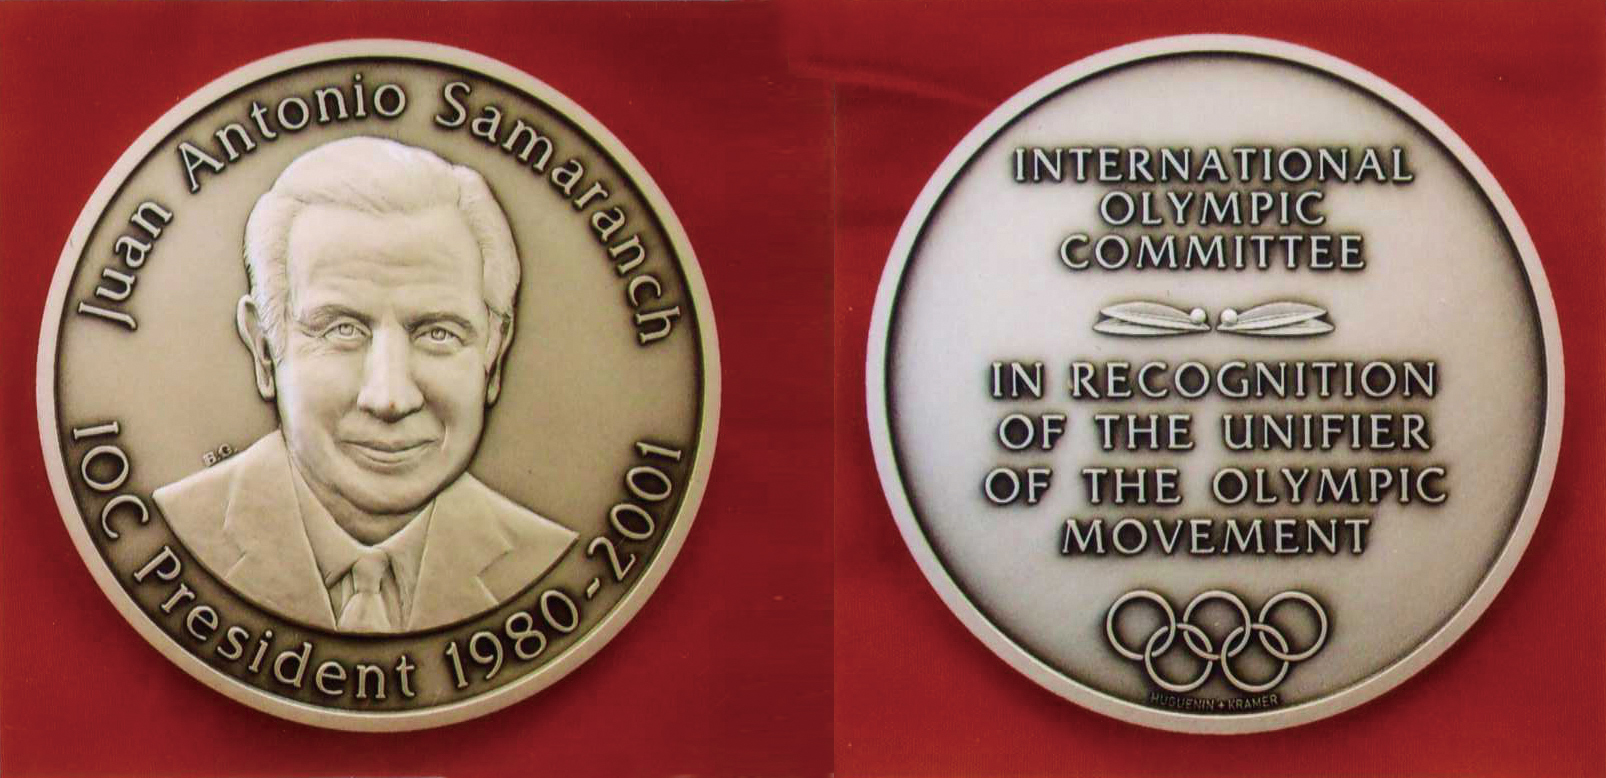 Juan Antonio Samaranch
B.G.
IOC President 1980-2001
INTERNATIONAL
OLYMPIC
COMMITTEE
IN RECOGNITION
OF THE UNIFIER
OF THE OLYMPIC
MOVEMENT
HUGUENIN + KRAMER